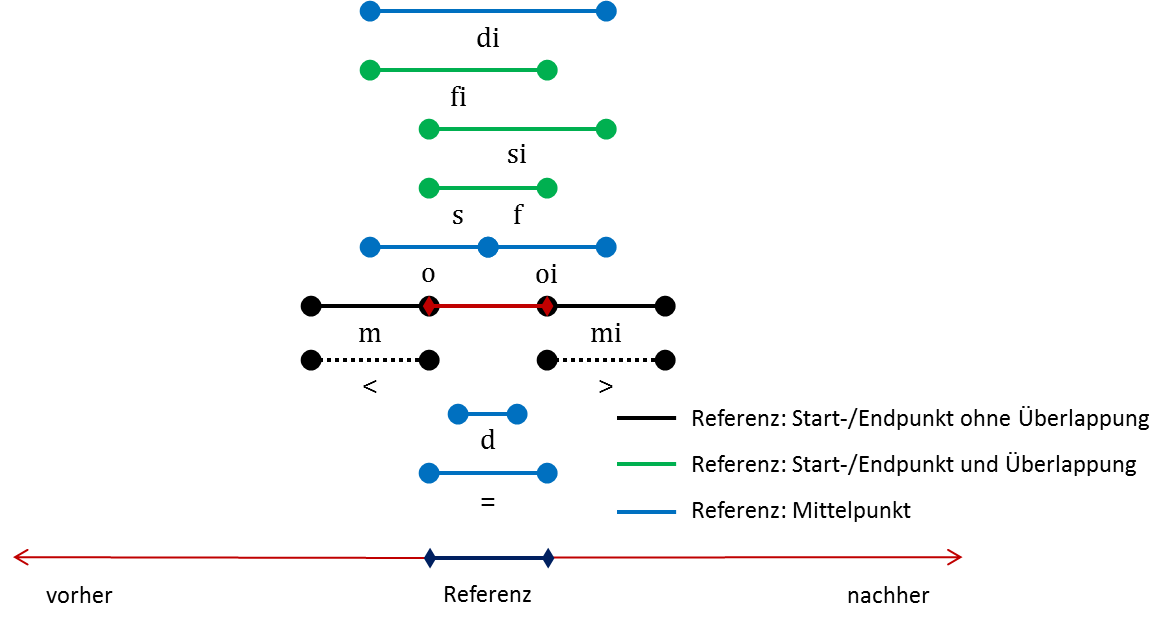 di
fi
si
s f
o oi
m mi
< >
d
=
Referenz: Start-/Endpunkt ohne Überlappung
Referenz: Start-/Endpunkt und Überlappung
Referenz: Mittelpunkt
vorher Referenz nachher